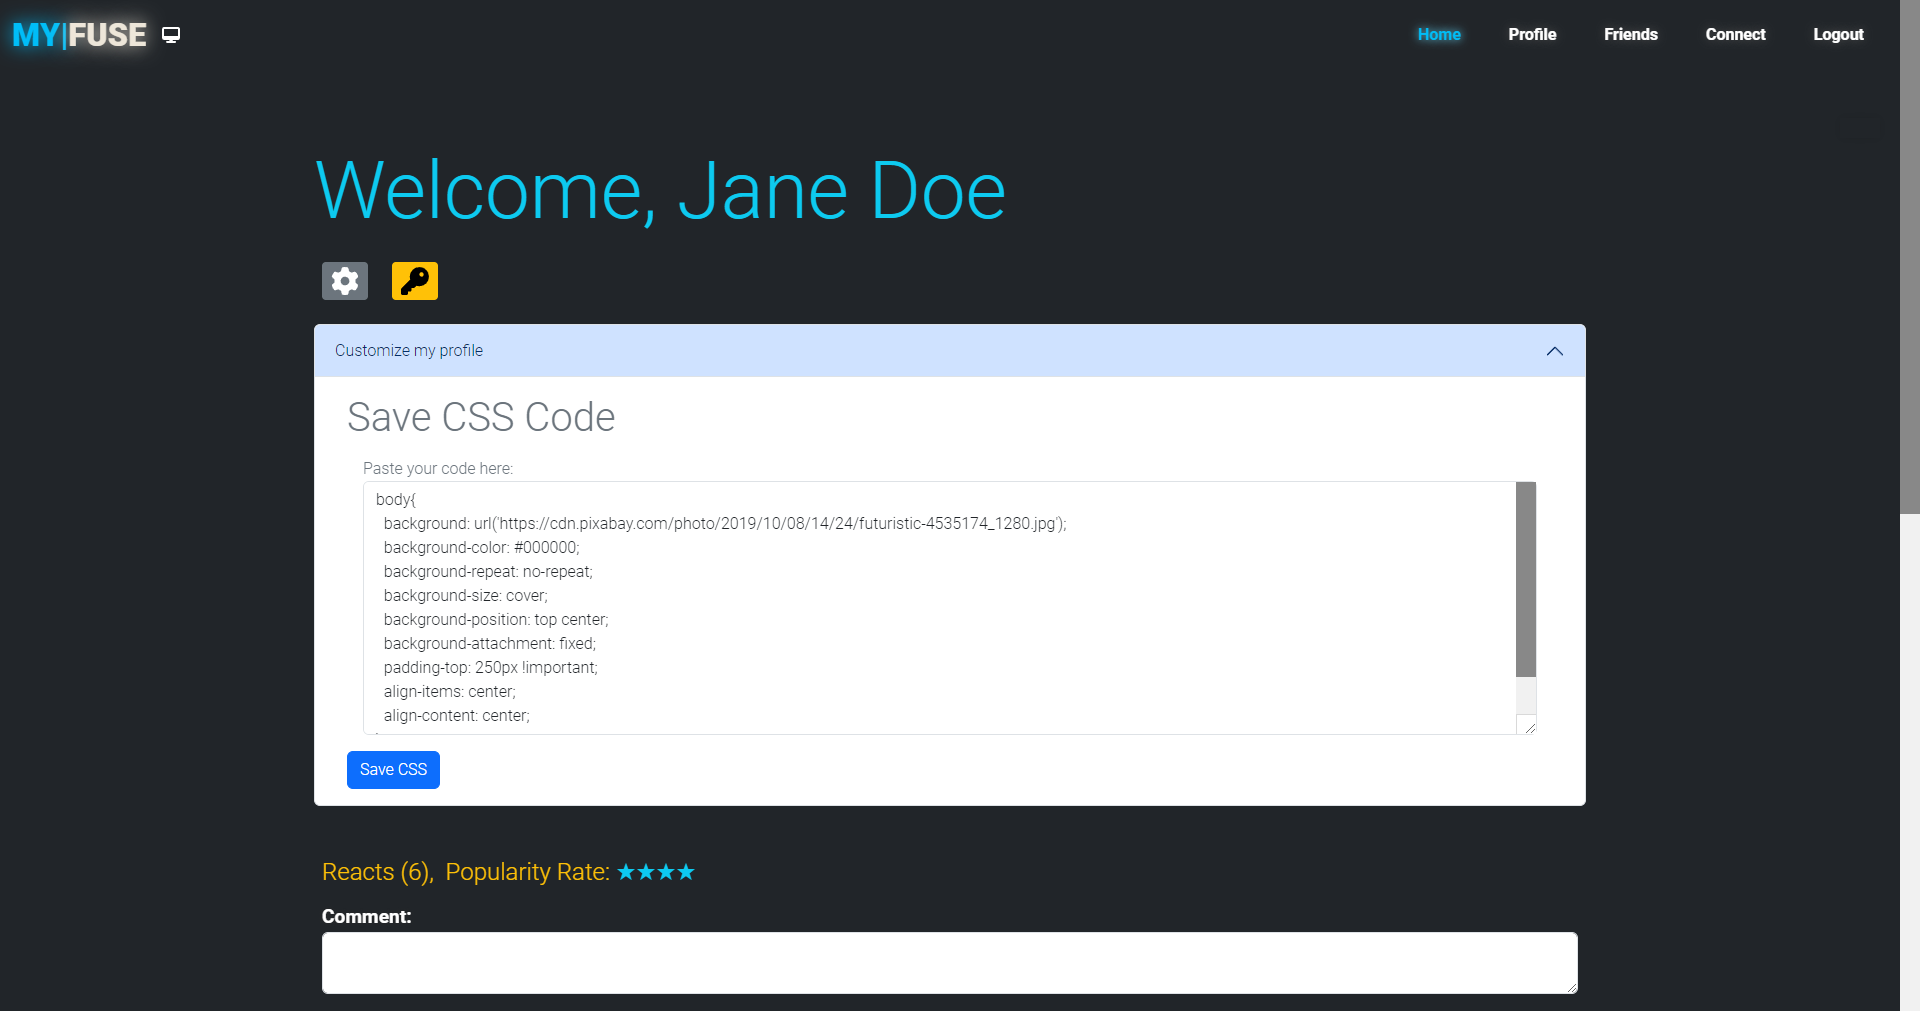 MY|FUSE
Home Profile Friends Connect Logout
Welcome, Jane Doe
Customize my profile
Save CSS Code
Paste your code here:
body{
background: url('https://cdn.pixabay.com/photo/2019/10/08/14/24/futuristic-4535174_1280.jpg');
background-color: #000000;
background-repeat: no-repeat;
background-size: cover;
background-position: top center;
background-attachment: fixed;
padding-top: 250px !important;
align-items: center;
align-content: center;
Save CSS
Reacts (6), Popularity Rate: ★★★★
Comment: